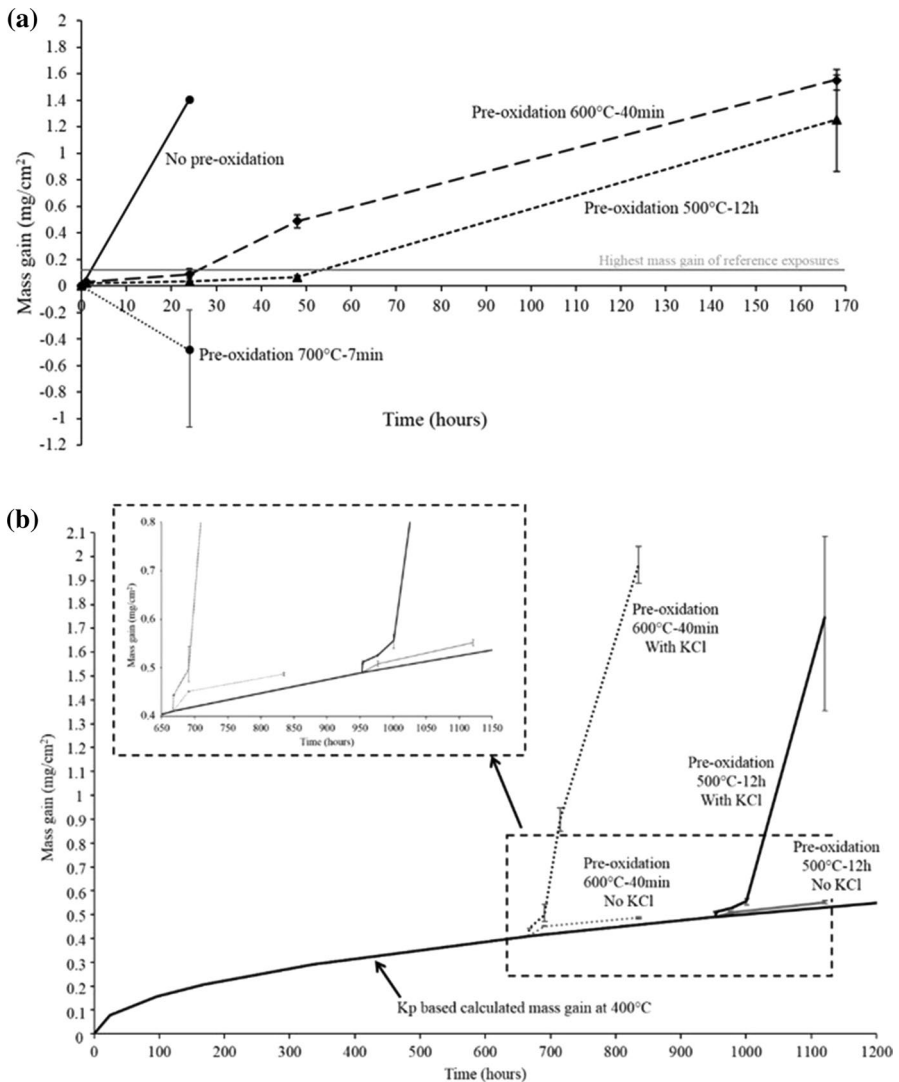 (a)
2
1.8
1.6
1.4
1.2
1
0.8
0.6
0.4
0.2
0
-0.2
-0.4
-0.6
-0.8
-1
-1.2
Mass gain (mg/cm²)
Pre-oxidation 600°C-40min
No pre-oxidation
Pre-oxidation 500°C-12h
Highest mass gain of reference exposures
0 10 20 30 40 50 60 70 80 90 100 110 120 130 140 150 160 170
Pre-oxidation 700°C-7min
Time (hours)
(b)
2.1
2
1.9
1.8
1.7
1.6
1.5
1.4
1.3
1.2
1.1
1
0.9
0.8
0.7
0.6
0.5
0.4
0.3
0.2
0.1
0
Mass gain (mg/cm²)
0.8
0.7
0.6
0.5
0.4
Mass gain (mg/cm²)
650 700 750 800 850 900 950 1000 1050 1100 1150
Time (hours)
Pre-oxidation
600°C-40min
With KCl
Pre-oxidation
500°C-12h
With KCl
Pre-oxidation
600°C-40min
No KCl
Pre-oxidation
500°C-12h
No KCl
Kp based calculated mass gain at 400°C
0 100 200 300 400 500 600 700 800 900 1000 1100 1200
Time (hours)